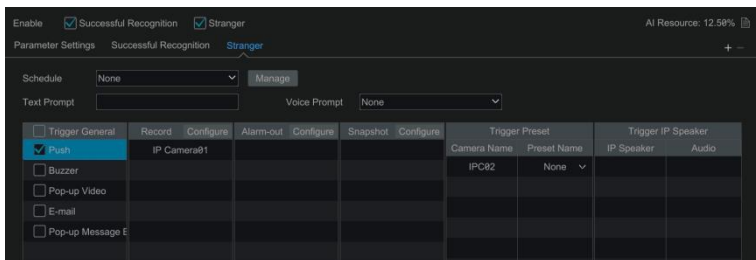 Enable Successful Recognition Stranger AI Resource: 12.50%
Parameter Settings Successful Recognition Stranger + −
Schedule None Manage
Text Prompt Voice Prompt None
Trigger General Record Configure Alarm-out Configure Snapshot Configure Trigger Preset Trigger IP Speaker
Camera Name Preset Name IP Speaker Audio
Push IP Camera01
Buzzer IPC02 None
Pop-up Video
E-mail
Pop-up Message E